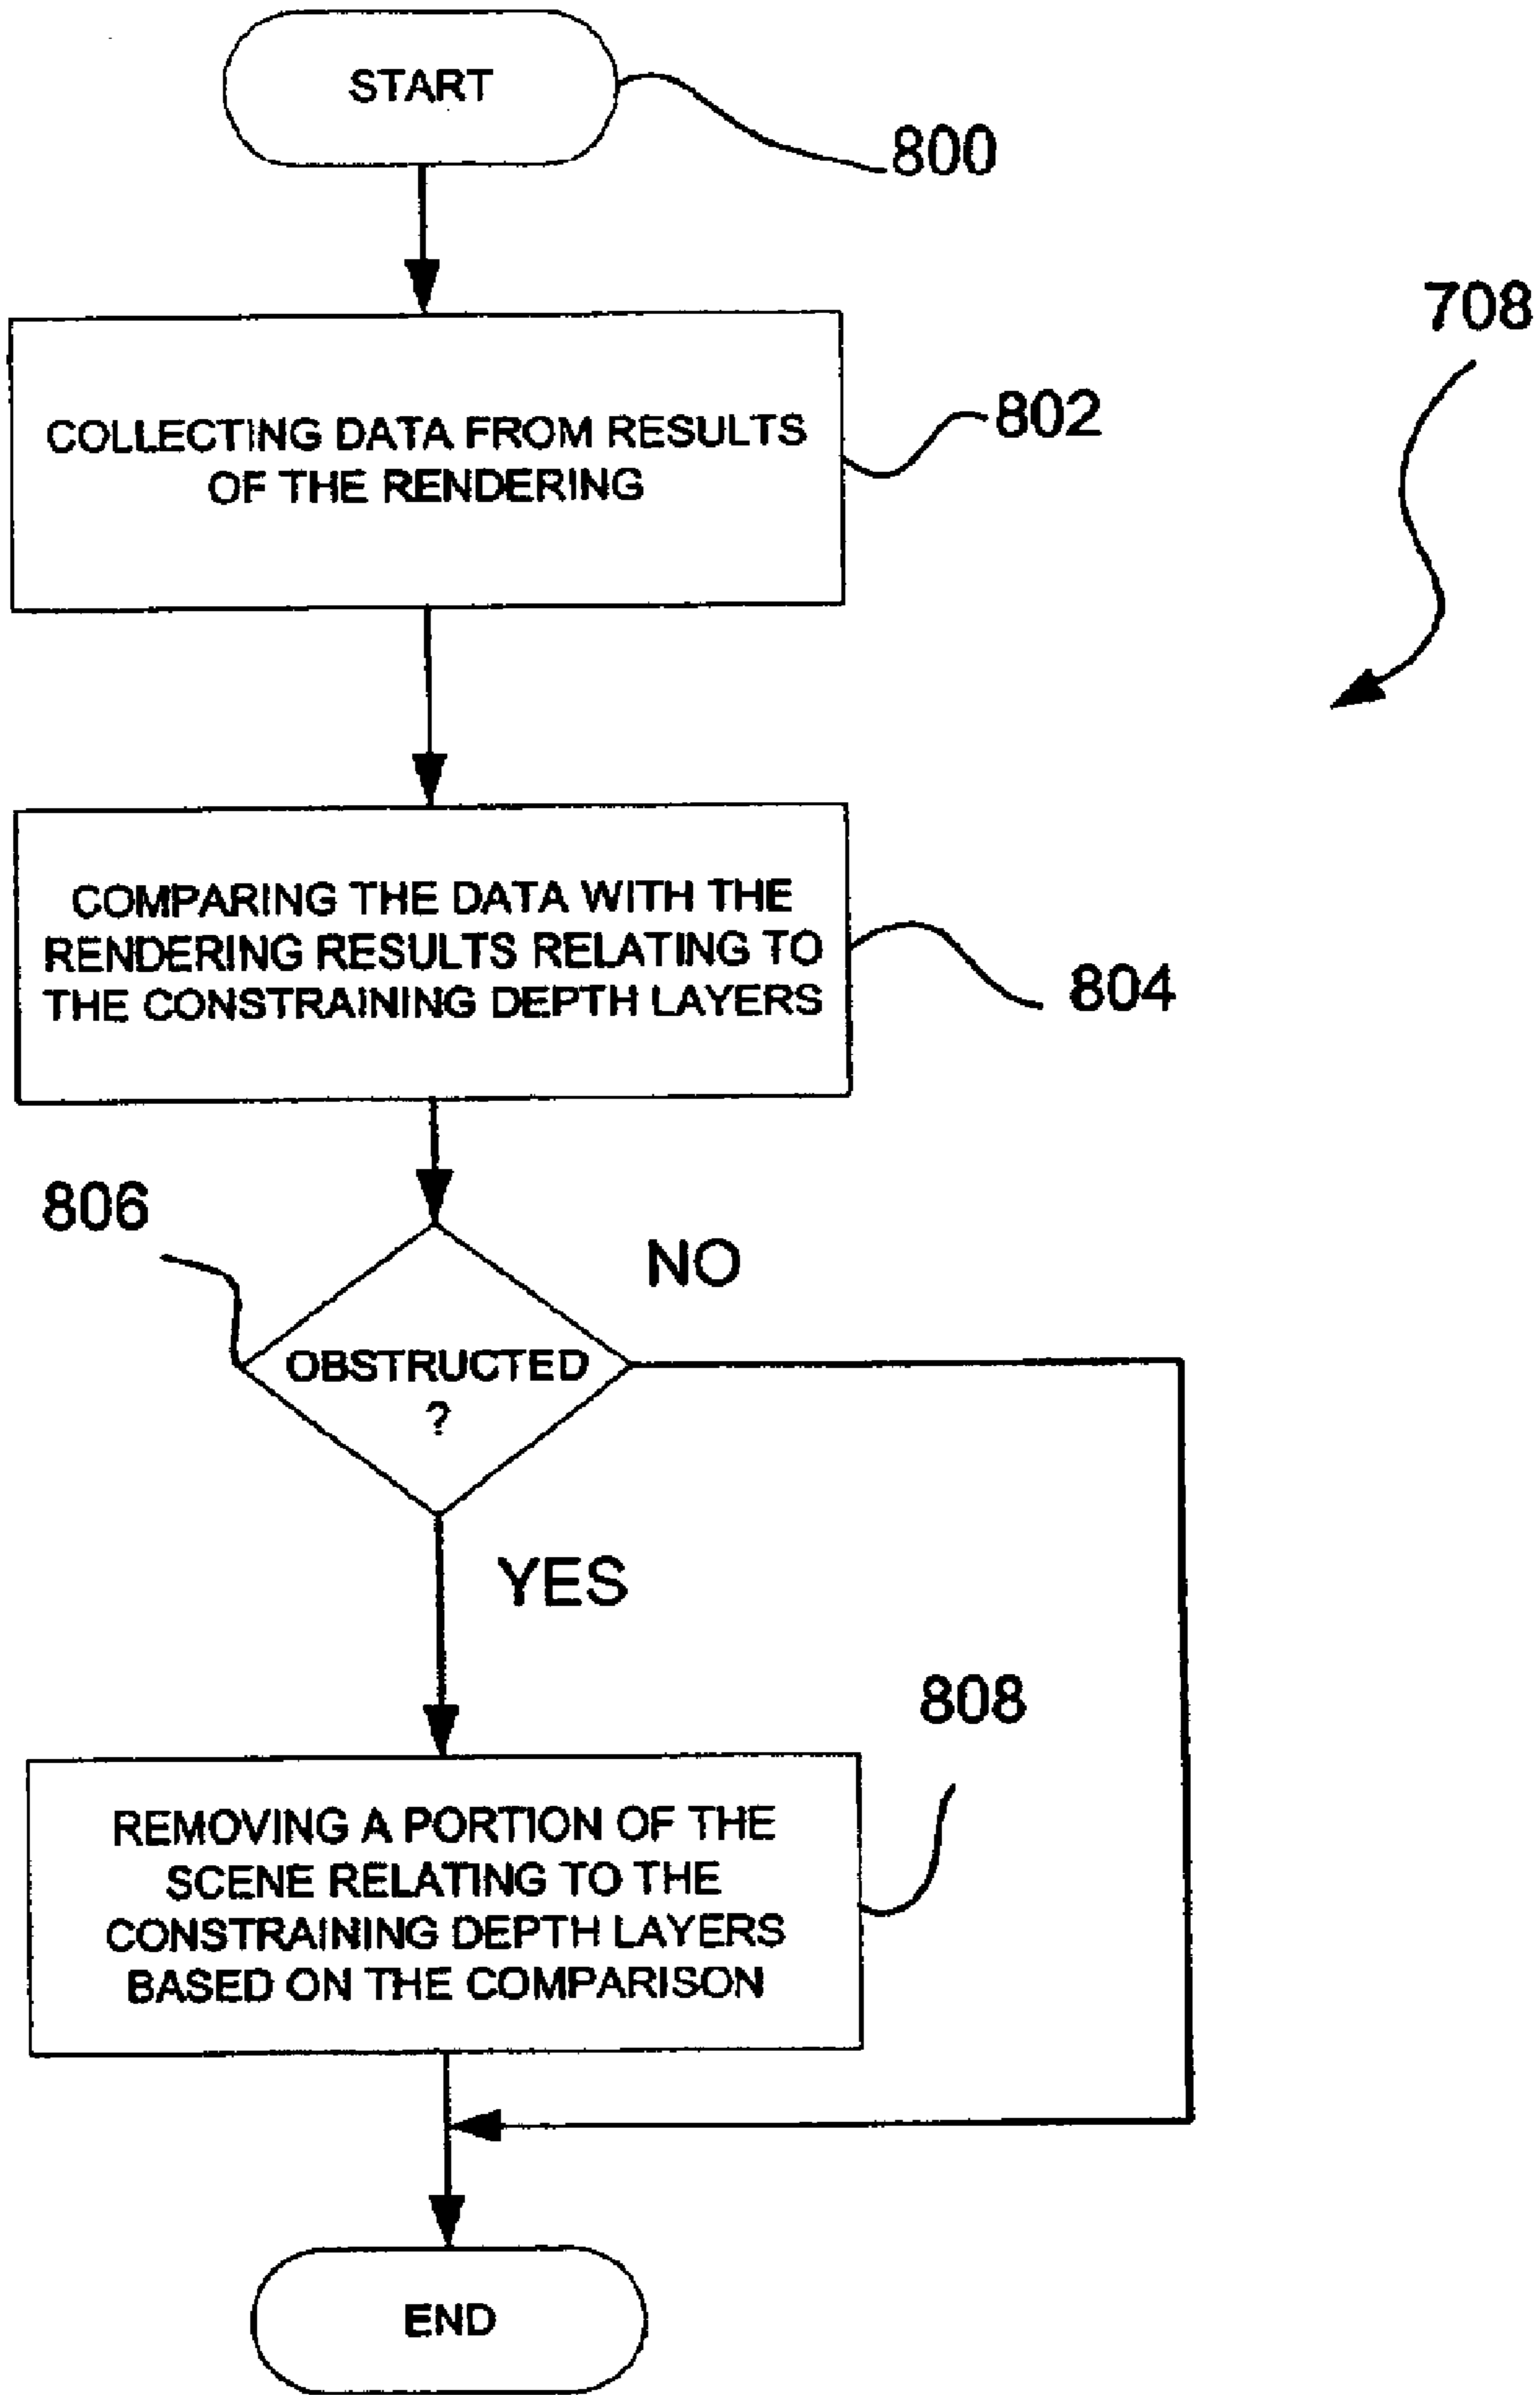 START
800
708
COLLECTING DATA FROM RESULTS
OF THE RENDERING
802
COMPARING THE DATA WITH THE
RENDERING RESULTS RELATING TO
THE CONSTRAINING DEPTH LAYERS
804
806
NO
OBSTRUCTED
?
YES
808
REMOVING A PORTION OF THE
SCENE RELATING TO THE
CONSTRAINING DEPTH LAYERS
BASED ON THE COMPARISON
END